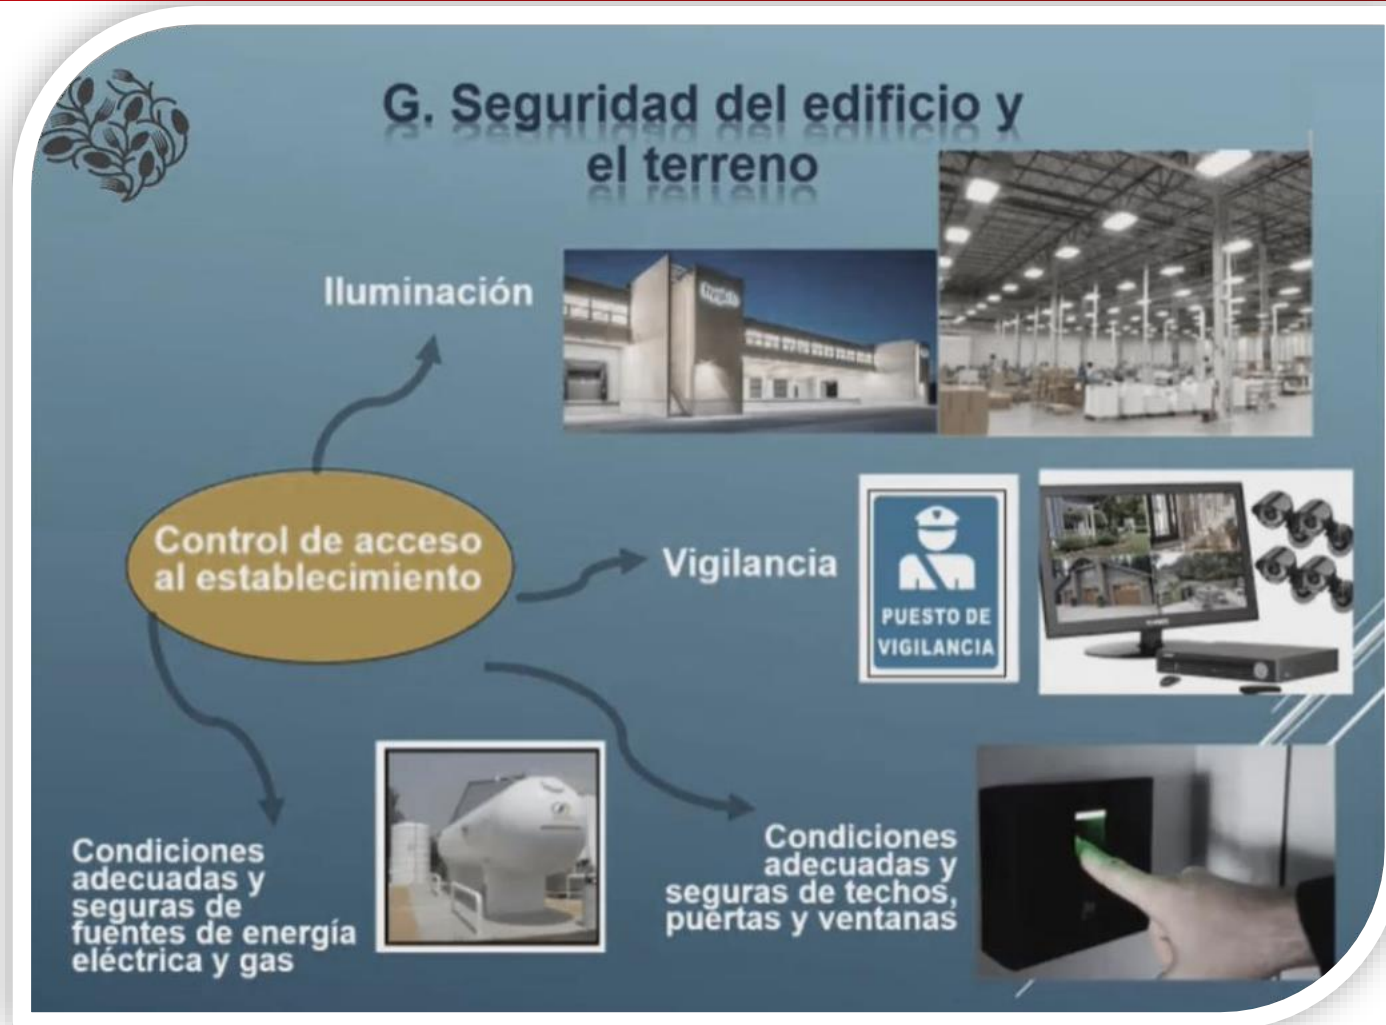 G. Seguridad del edificio y
el terreno
Iluminación
Control de acceso
al establecimiento
Vigilancia
PUESTO DE
VIGILANCIA
Condiciones
adecuadas y
seguras de
fuentes de energía
eléctrica y gas
Condiciones
adecuadas y
seguras de techos,
puertas y ventanas